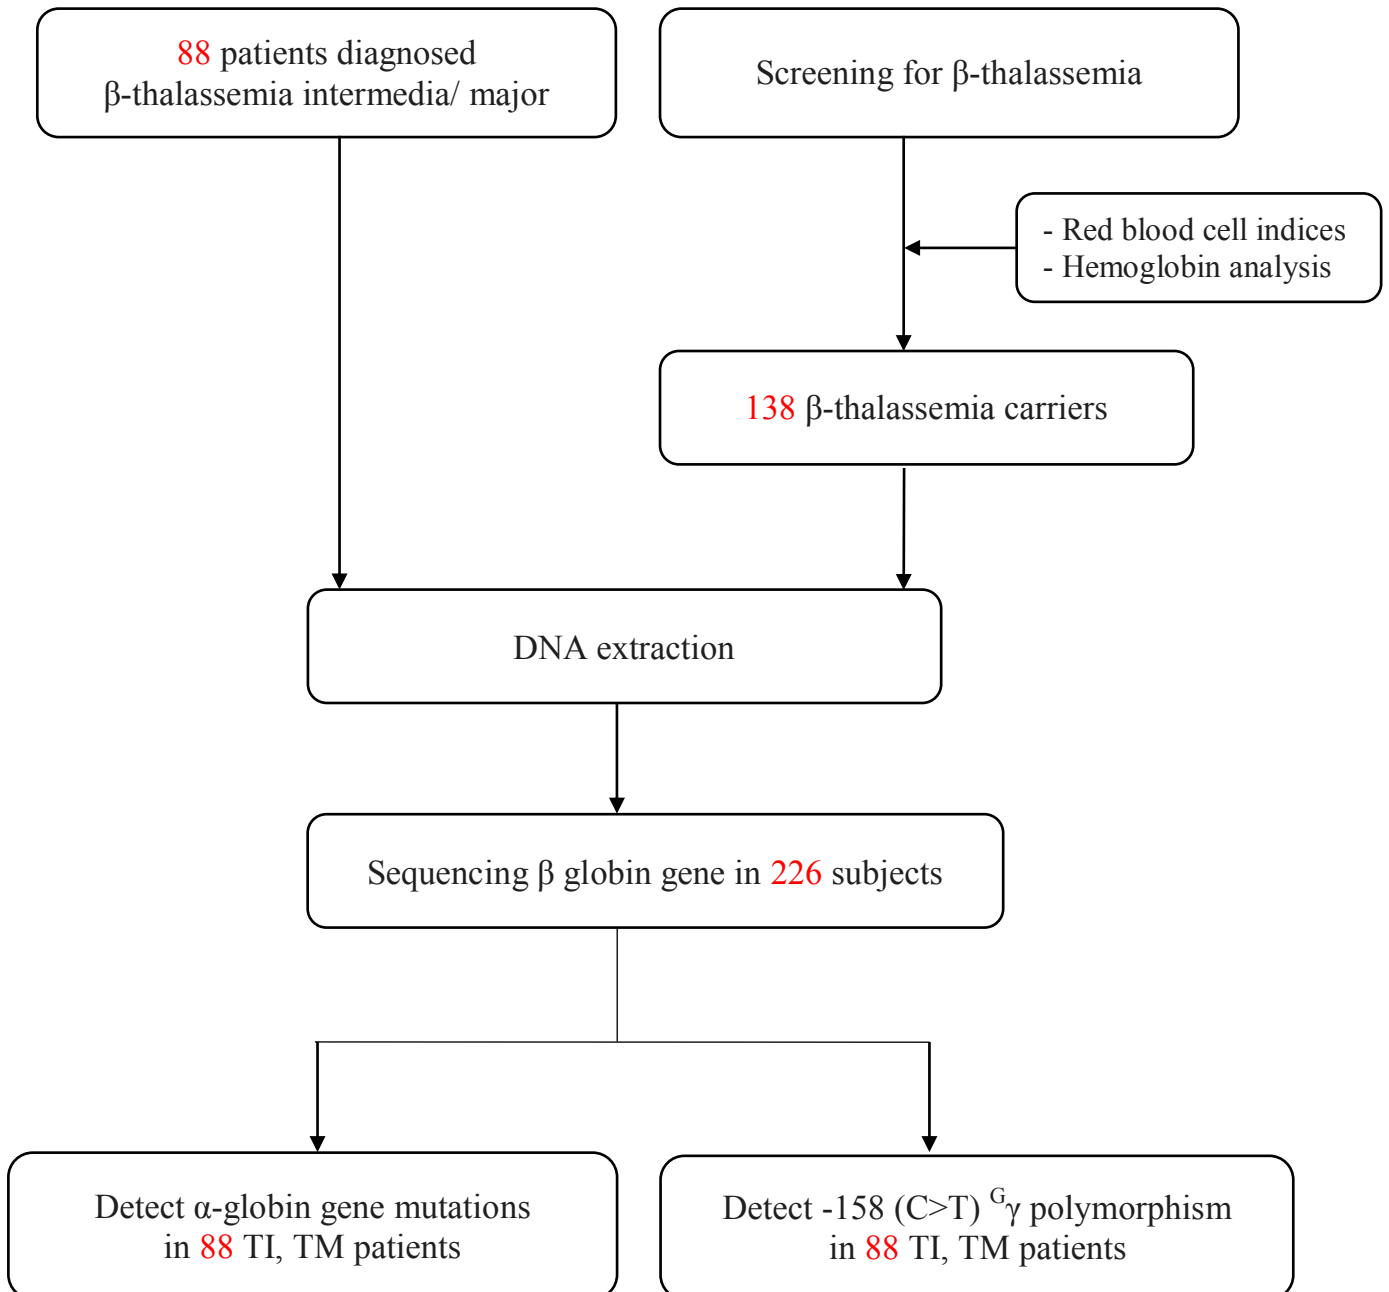 88 patients diagnosed
β-thalassemia intermedia/ major
Screening for β-thalassemia
- Red blood cell indices
- Hemoglobin analysis
138 β-thalassemia carriers
DNA extraction
Sequencing β globin gene in 226 subjects
Detect α-globin gene mutations
in 88 TI, TM patients
Detect -158 (C>T) ᴳγ polymorphism
in 88 TI, TM patients